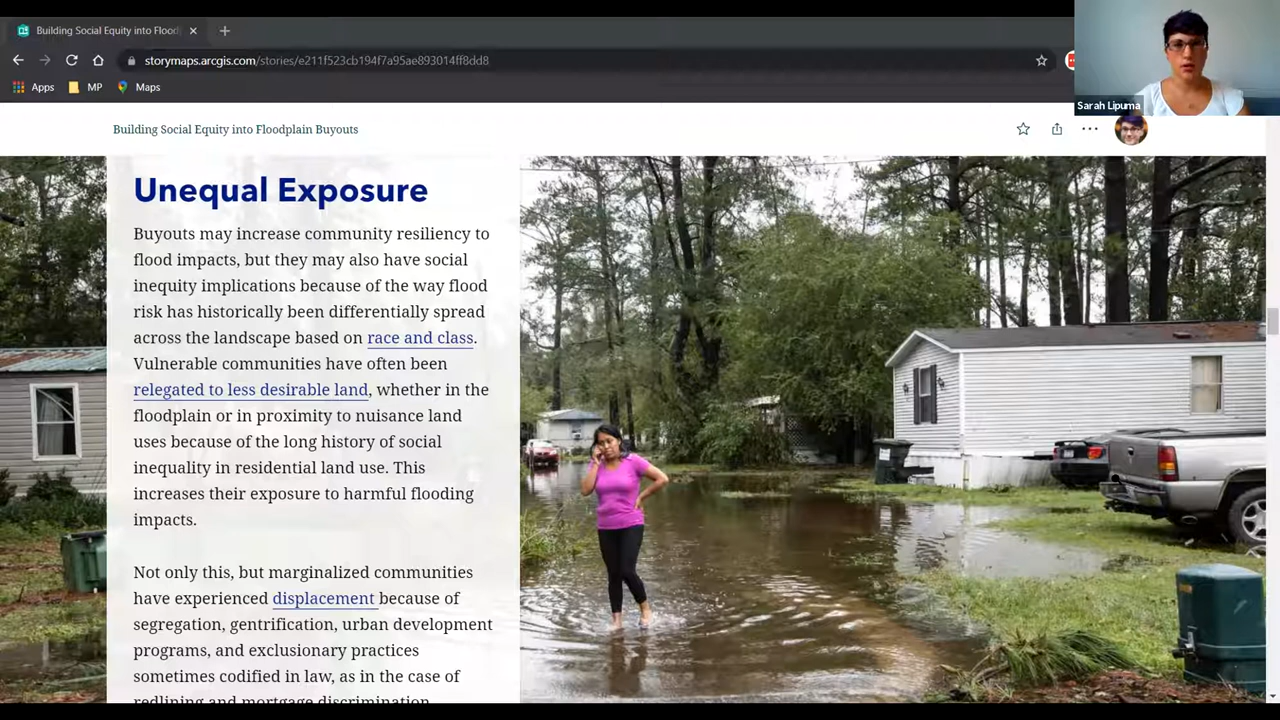 Building Social Equity into Flood
storymaps.arcgis.com/stories/e211f523cb194f7a95ae893014ff8dd8
Apps
MP
Maps
Sarah Lipuma
Building Social Equity into Floodplain Buyouts
Unequal Exposure
Buyouts may increase community resiliency to
flood impacts, but they may also have social
inequity implications because of the way flood
risk has historically been differentially spread
across the landscape based on race and class.
Vulnerable communities have often been
relegated to less desirable land, whether in the
floodplain or in proximity to nuisance land
uses because of the long history of social
inequality in residential land use. This
increases their exposure to harmful flooding
impacts.
Not only this, but marginalized communities
have experienced displacement because of
segregation, gentrification, urban development
programs, and exclusionary practices
sometimes codified in law, as in the case of
redlining and mortgage discrimination